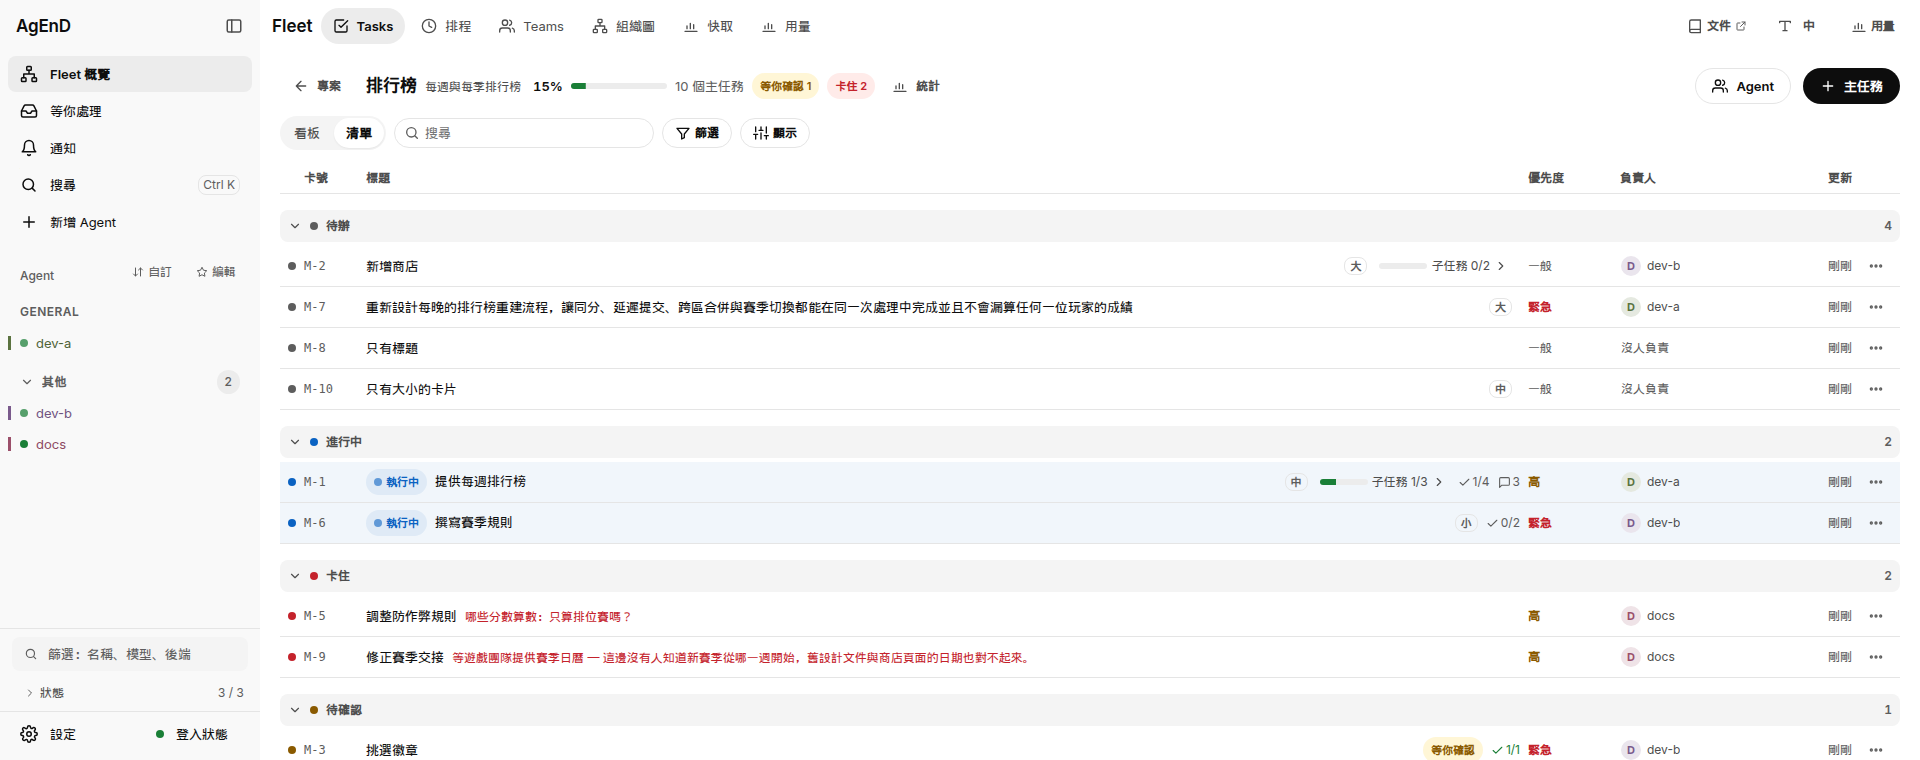 AgEnD
Fleet 概覽
等你處理
通知
搜尋 Ctrl K
新增 Agent
Agent 自訂 編輯
GENERAL
dev-a
其他 2
dev-b
docs
篩選：名稱、模型、後端
狀態 3 / 3
設定 登入狀態
Fleet Tasks 排程 Teams 組織圖 快取 用量 文件 中 用量
專案 排行榜 每週與每季排行榜 15% 10 個主任務 等你確認 1 卡住 2 統計 Agent 主任務
看板 清單 搜尋 篩選 顯示
卡號 標題 優先度 負責人 更新
待辦 4
M-2 新增商店 大 子任務 0/2 一般 D dev-b 剛剛
M-7 重新設計每晚的排行榜重建流程，讓同分、延遲提交、跨區合併與賽季切換都能在同一次處理中完成並且不會漏算任何一位玩家的成績 大 緊急 D dev-a 剛剛
M-8 只有標題 一般 沒人負責 剛剛
M-10 只有大小的卡片 中 一般 沒人負責 剛剛
進行中 2
M-1 執行中 提供每週排行榜 中 子任務 1/3 1/4 3 高 D dev-a 剛剛
M-6 執行中 撰寫賽季規則 小 0/2 緊急 D dev-b 剛剛
卡住 2
M-5 調整防作弊規則 哪些分數算數：只算排位賽嗎？ 高 D docs 剛剛
M-9 修正賽季交接 等遊戲團隊提供賽季日曆 — 這邊沒有人知道新賽季從哪一週開始，舊設計文件與商店頁面的日期也對不起來。 高 D docs 剛剛
待確認 1
M-3 挑選徽章 等你確認 1/1 緊急 D dev-b 剛剛